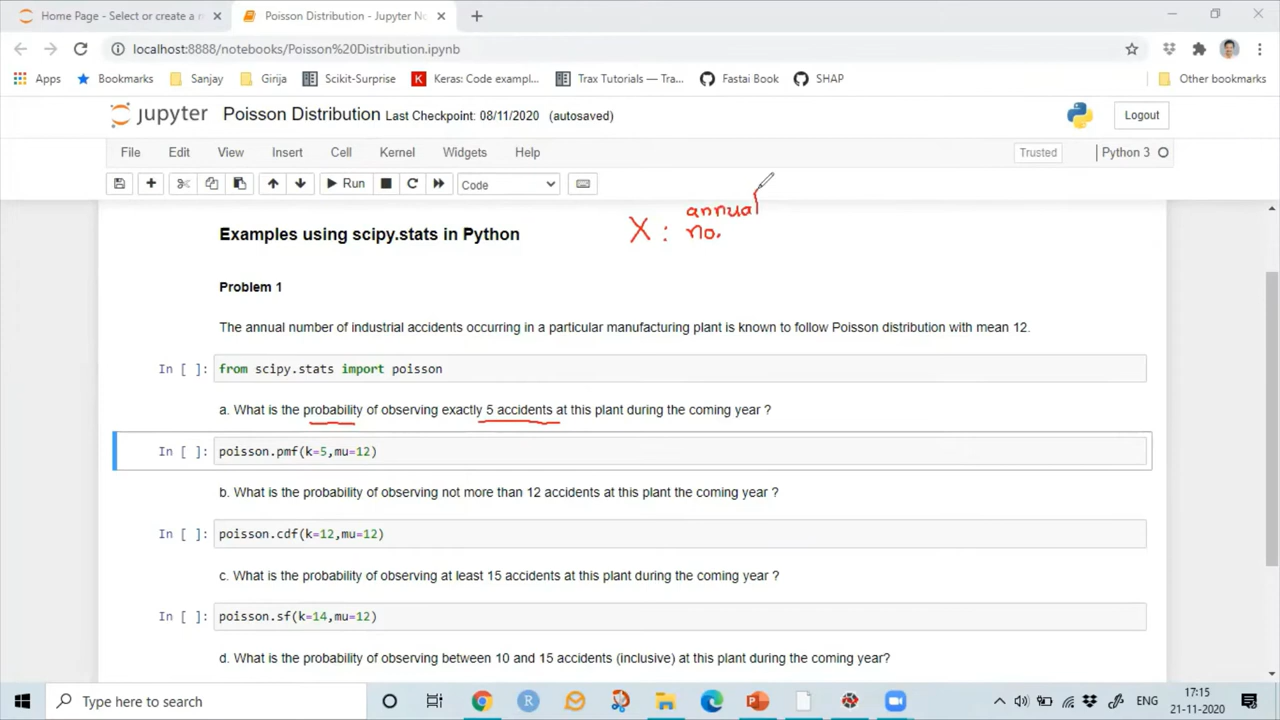 Home Page - Select or create a n
Poisson Distribution - Jupyter No
localhost:8888/notebooks/Poisson%20Distribution.ipynb
Apps Bookmarks Sanjay Girija Scikit-Surprise Keras: Code exampl... Trax Tutorials — Tra... Fastai Book SHAP Other bookmarks
jupyter Poisson Distribution Last Checkpoint: 08/11/2020 (autosaved) Logout
File Edit View Insert Cell Kernel Widgets Help Trusted Python 3
Run Code
annual
X : no.
Examples using scipy.stats in Python
Problem 1
The annual number of industrial accidents occurring in a particular manufacturing plant is known to follow Poisson distribution with mean 12.
In [ ]: from scipy.stats import poisson
a. What is the probability of observing exactly 5 accidents at this plant during the coming year ?
In [ ]: poisson.pmf(k=5,mu=12)
b. What is the probability of observing not more than 12 accidents at this plant the coming year ?
In [ ]: poisson.cdf(k=12,mu=12)
c. What is the probability of observing at least 15 accidents at this plant during the coming year ?
In [ ]: poisson.sf(k=14,mu=12)
d. What is the probability of observing between 10 and 15 accidents (inclusive) at this plant during the coming year?
Type here to search
ENG
17:15
21-11-2020